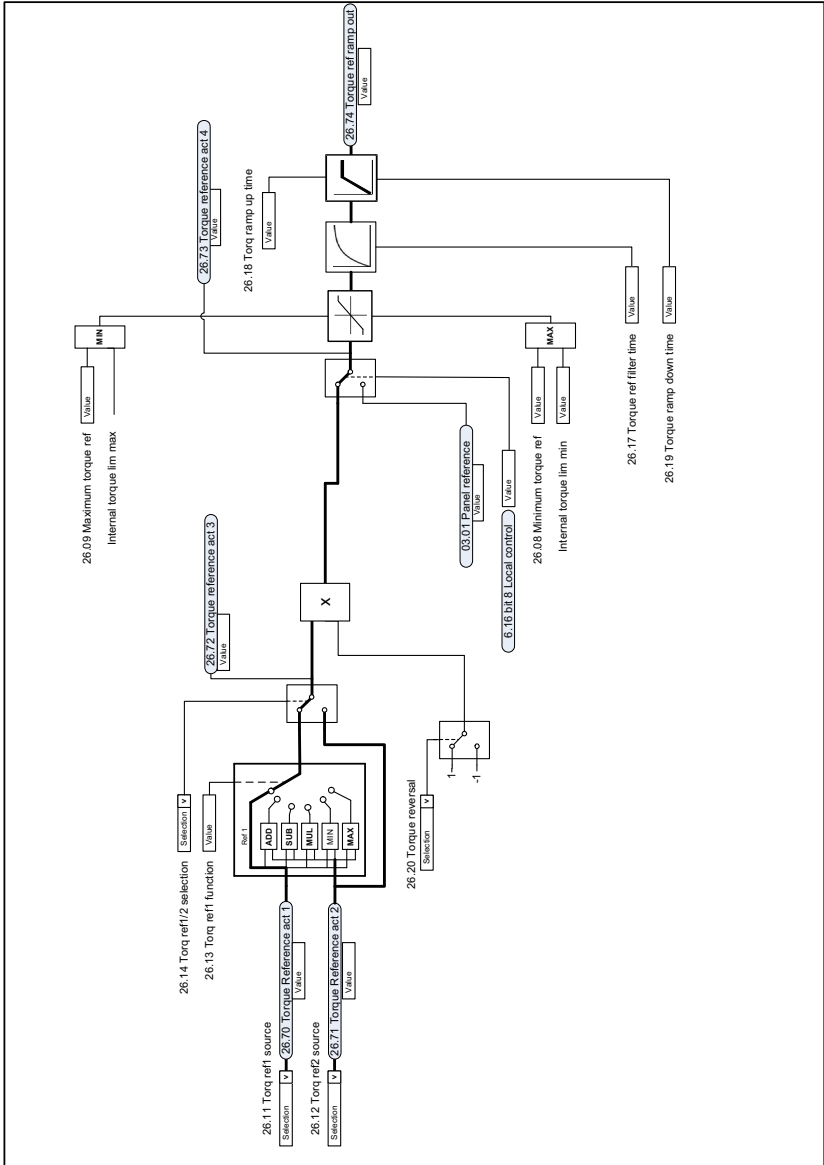 26.11 Torq ref1 source
Selection v
26.70 Torque Reference act 1
Value
26.12 Torq ref2 source
Selection v
26.71 Torque Reference act 2
Value
26.14 Torq ref1/2 selection
Selection v
26.13 Torq ref1 function
Value
Ref 1
ADD
SUB
MUL
MIN
MAX
26.20 Torque reversal
Selection v
1
-1
26.72 Torque reference act 3
Value
X
26.09 Maximum torque ref
Value
Internal torque lim max
MIN
26.73 Torque reference act 4
Value
03.01 Panel reference
Value
6.16 bit 8 Local control
Value
26.08 Minimum torque ref
Value
Internal torque lim min
Value
MAX
26.18 Torq ramp up time
Value
26.17 Torque ref filter time
Value
26.19 Torque ramp down time
Value
26.74 Torque ref ramp out
Value